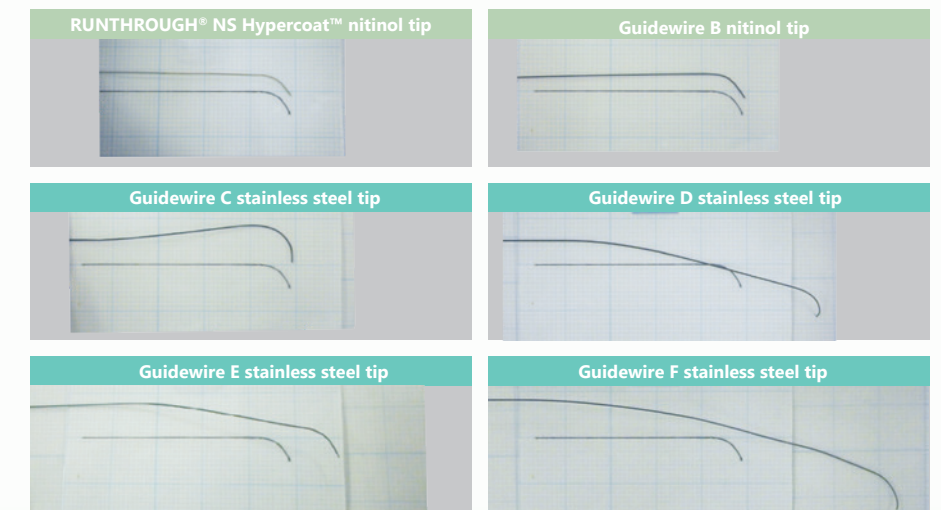 RUNTHROUGH® NS Hypercoat™ nitinol tip
Guidewire B nitinol tip
Guidewire C stainless steel tip
Guidewire D stainless steel tip
Guidewire E stainless steel tip
Guidewire F stainless steel tip